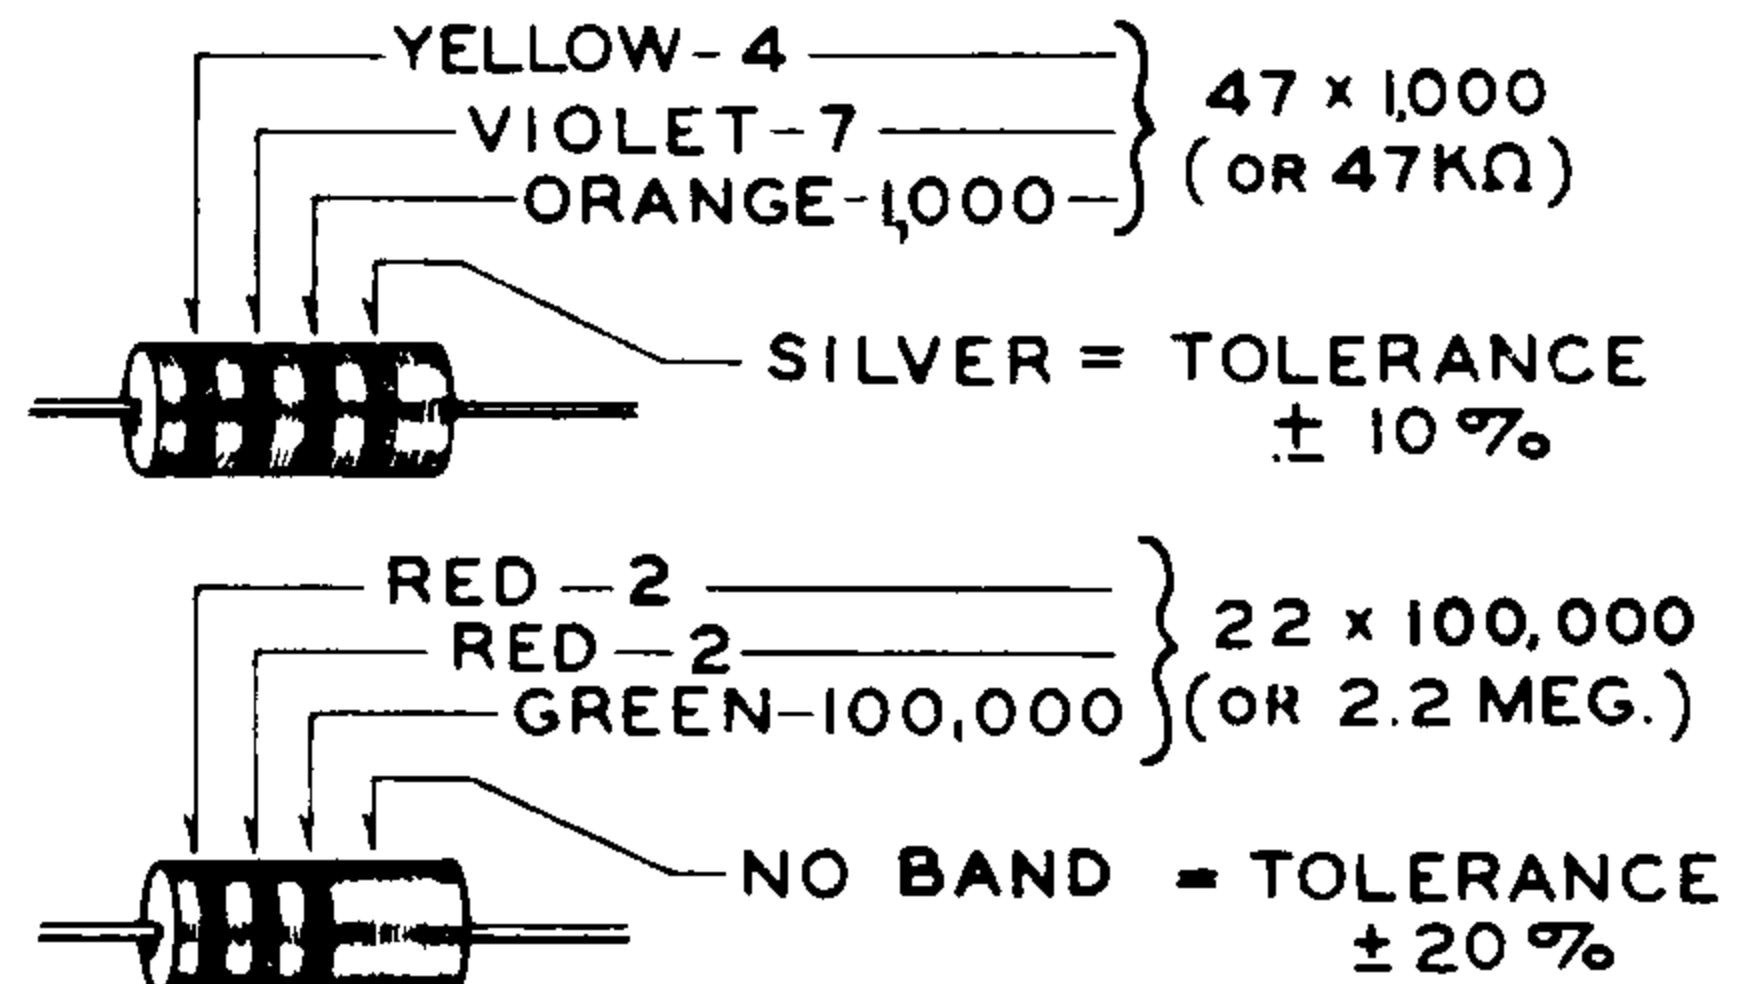 YELLOW-4
VIOLET-7
ORANGE-1,000
47 x 1,000
(OR 47KΩ)
SILVER = TOLERANCE
± 10%
RED-2
RED-2
GREEN-100,000
22 x 100,000
(OR 2.2 MEG.)
NO BAND = TOLERANCE
± 20%